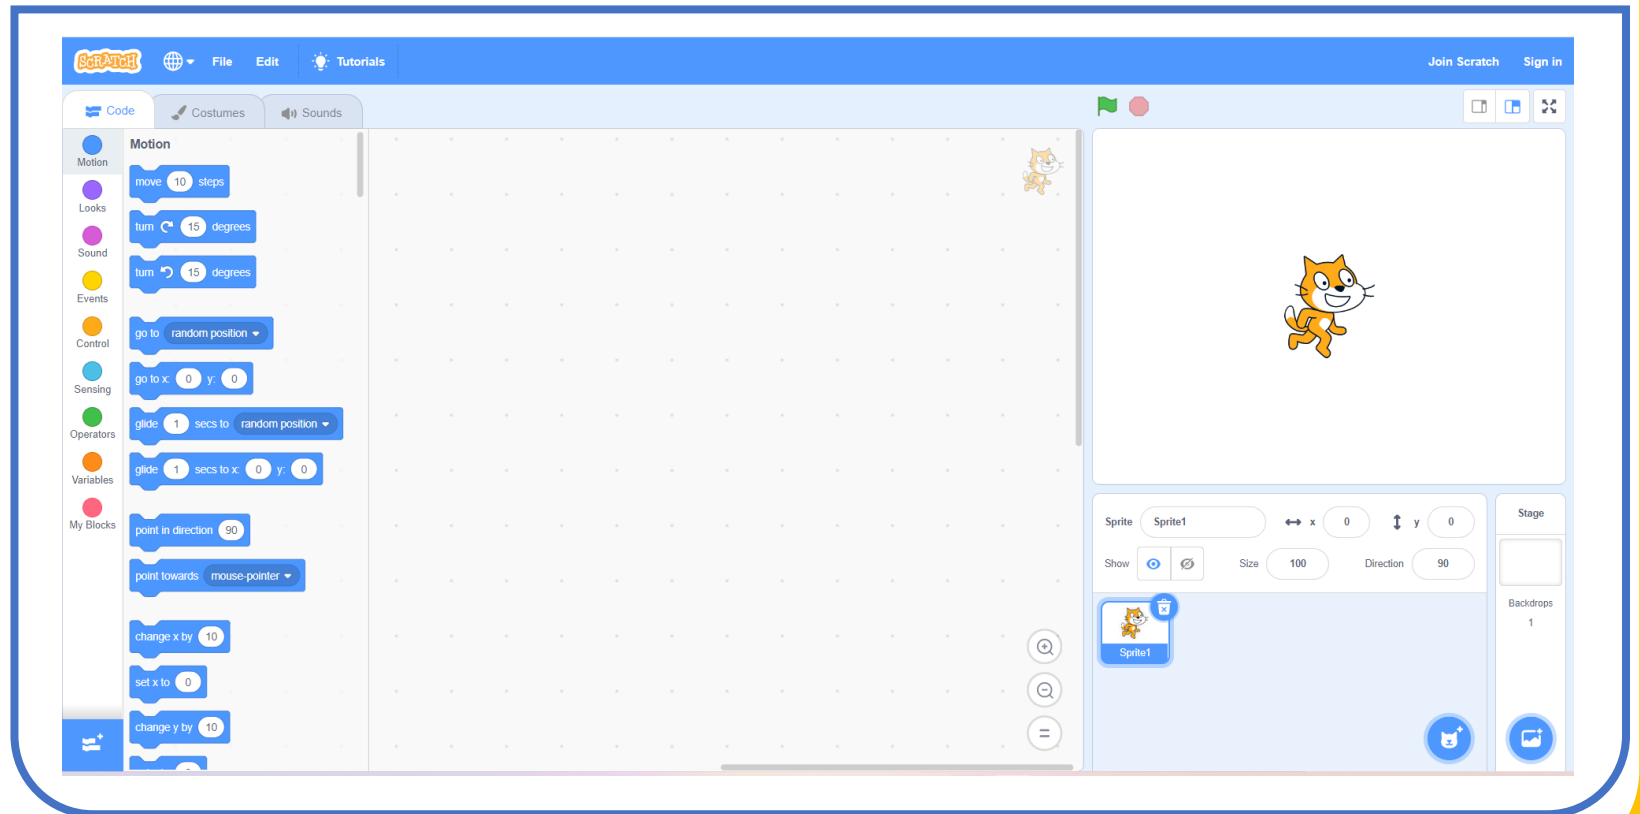 SCRATCH File Edit Tutorials Join Scratch Sign in
Code Costumes Sounds
Motion
Looks
Sound
Events
Control
Sensing
Operators
Variables
My Blocks
Motion
move 10 steps
turn 15 degrees
turn 15 degrees
go to random position
go to x: 0 y: 0
glide 1 secs to random position
glide 1 secs to x: 0 y: 0
point in direction 90
point towards mouse-pointer
change x by 10
set x to 0
change y by 10
Sprite Sprite1 x 0 y 0
Show Size 100 Direction 90
Sprite1
Stage
Backdrops
1